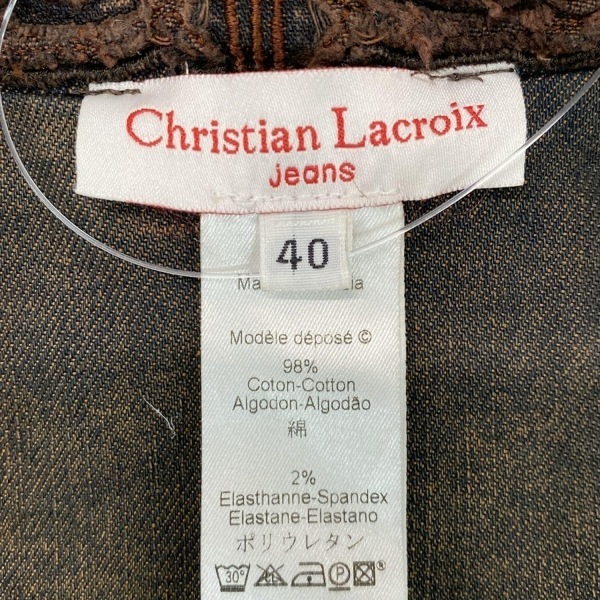 Christian Lacroix
jeans
40
Modèle déposé ©
98%
Coton-Cotton
Algodon-Algodão
綿
2%
Elasthanne-Spandex
Elastane-Elastano
ポリウレタン
30°